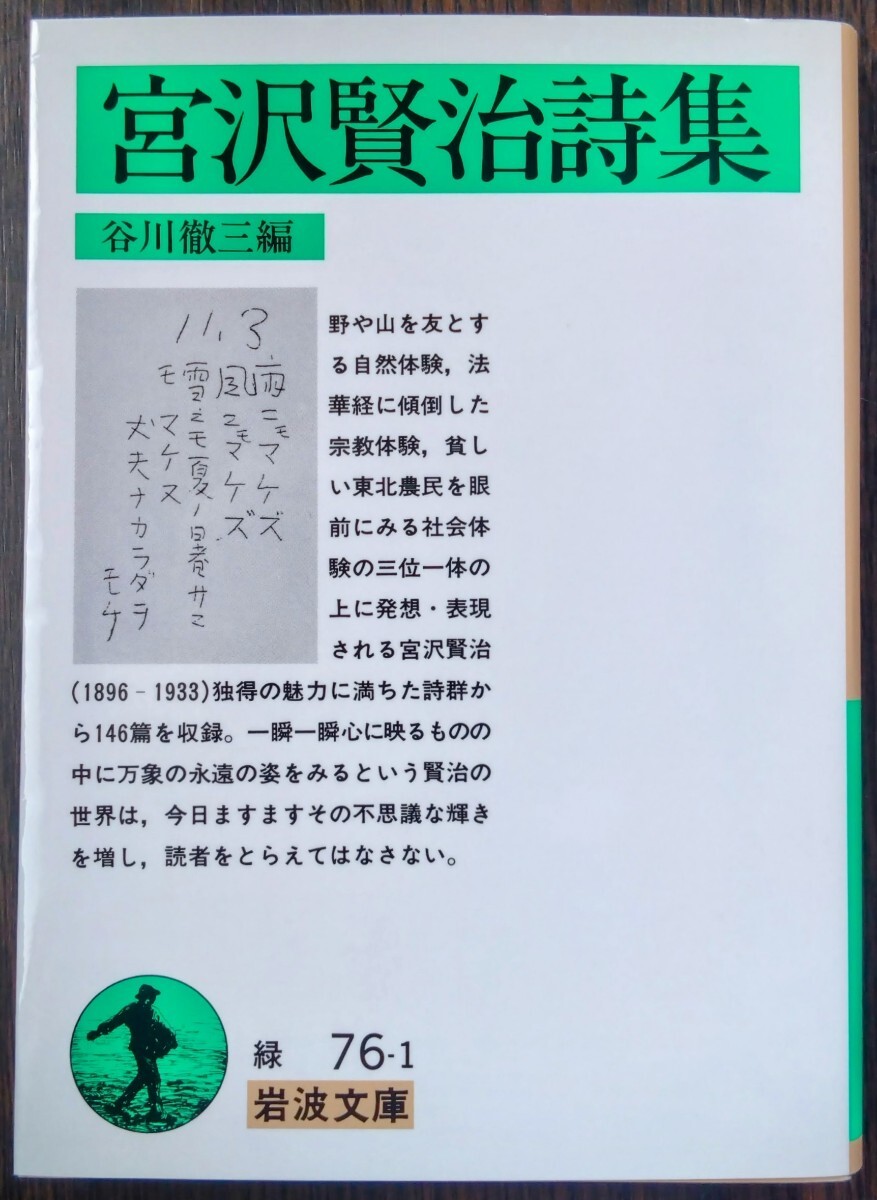 宮沢賢治詩集
谷川徹三編
11.3.
雨ニモマケズ
風ニモマケズ
雪ニモ夏ノ暑サニ
モ マケヌ
丈夫ナカラダヲ
モチ
野や山を友とす
る自然体験，法
華経に傾倒した
宗教体験，貧し
い東北農民を眼
前にみる社会体
験の三位一体の
上に発想・表現
される宮沢賢治
(1896－1933)独得の魅力に満ちた詩群か
ら146篇を収録。一瞬一瞬心に映るものの
中に万象の永遠の姿をみるという賢治の
世界は，今日ますますその不思議な輝き
を増し，読者をとらえてはなさない。
緑 76-1
岩波文庫